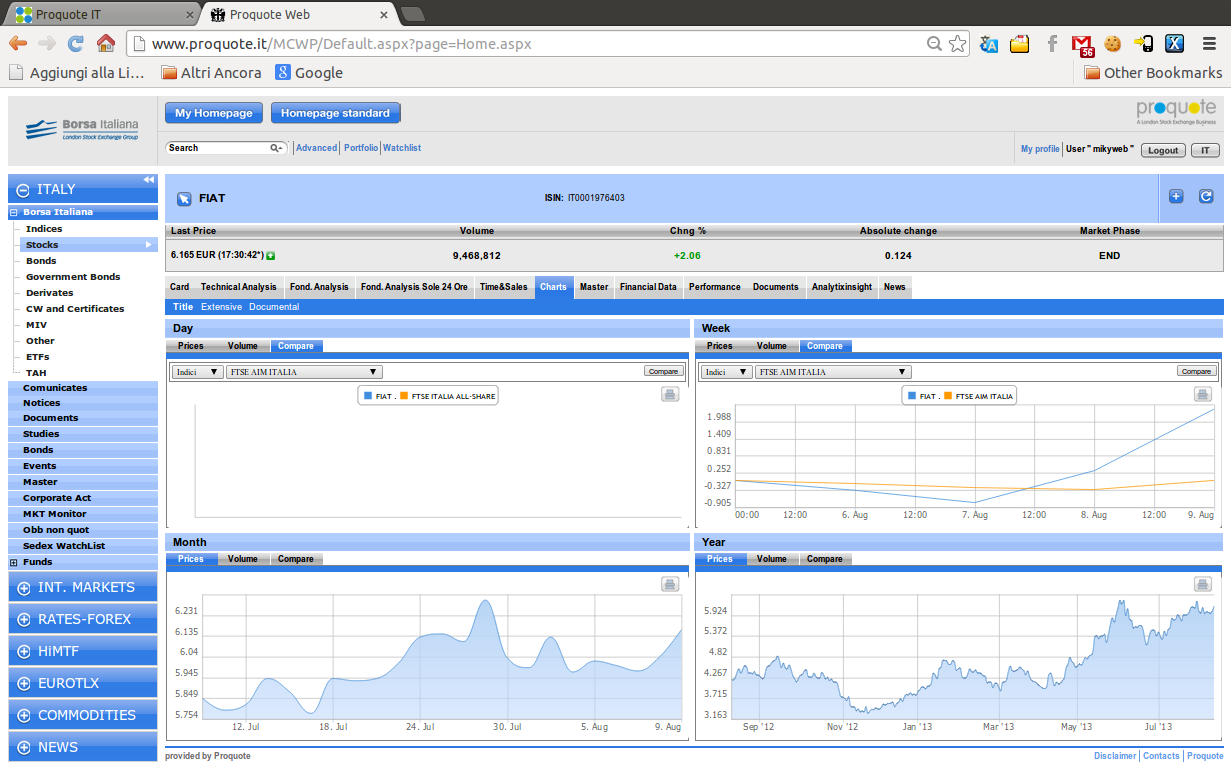 Proquote IT
Proquote Web
www.proquote.it/MCWP/Default.aspx?page=Home.aspx
56
Aggiungi alla Li...
Altri Ancora
Google
Other Bookmarks
Borsa Italiana
London Stock Exchange Group
My Homepage
Homepage standard
proquote
A London Stock Exchange Business
Search
Advanced
Portfolio
Watchlist
My profile
User " mikyweb "
Logout
IT
ITALY
Borsa Italiana
Indices
Stocks
Bonds
Government Bonds
Derivates
CW and Certificates
MIV
Other
ETFs
TAH
Comunicates
Notices
Documents
Studies
Bonds
Events
Master
Corporate Act
MKT Monitor
Obb non quot
Sedex WatchList
Funds
INT. MARKETS
RATES-FOREX
HiMTF
EUROTLX
COMMODITIES
NEWS
FIAT
ISIN: IT0001976403
Last Price Volume Chng % Absolute change Market Phase
6.165 EUR (17:30:42*) 9,468,812 +2.06 0.124 END
Card Technical Analysis Fond. Analysis Fond. Analysis Sole 24 Ore Time&Sales Charts Master Financial Data Performance Documents Analytixinsight News
Title Extensive Documental
Day
Prices Volume Compare
Indici FTSE AIM ITALIA Compare
FIAT . FTSE ITALIA ALL-SHARE
Week
Prices Volume Compare
Indici FTSE AIM ITALIA Compare
FIAT . FTSE AIM ITALIA
1.988
1.409
0.831
0.252
-0.327
-0.905
00:00 12:00 6. Aug 12:00 7. Aug 12:00 8. Aug 12:00 9. Aug
Month
Prices Volume Compare
6.231
6.135
6.04
5.945
5.849
5.754
12. Jul 18. Jul 24. Jul 30. Jul 5. Aug 9. Aug
Year
Prices Volume Compare
5.924
5.372
4.82
4.267
3.715
3.163
Sep '12 Nov '12 Jan '13 Mar '13 May '13 Jul '13
provided by Proquote
Disclaimer Contacts Proquote